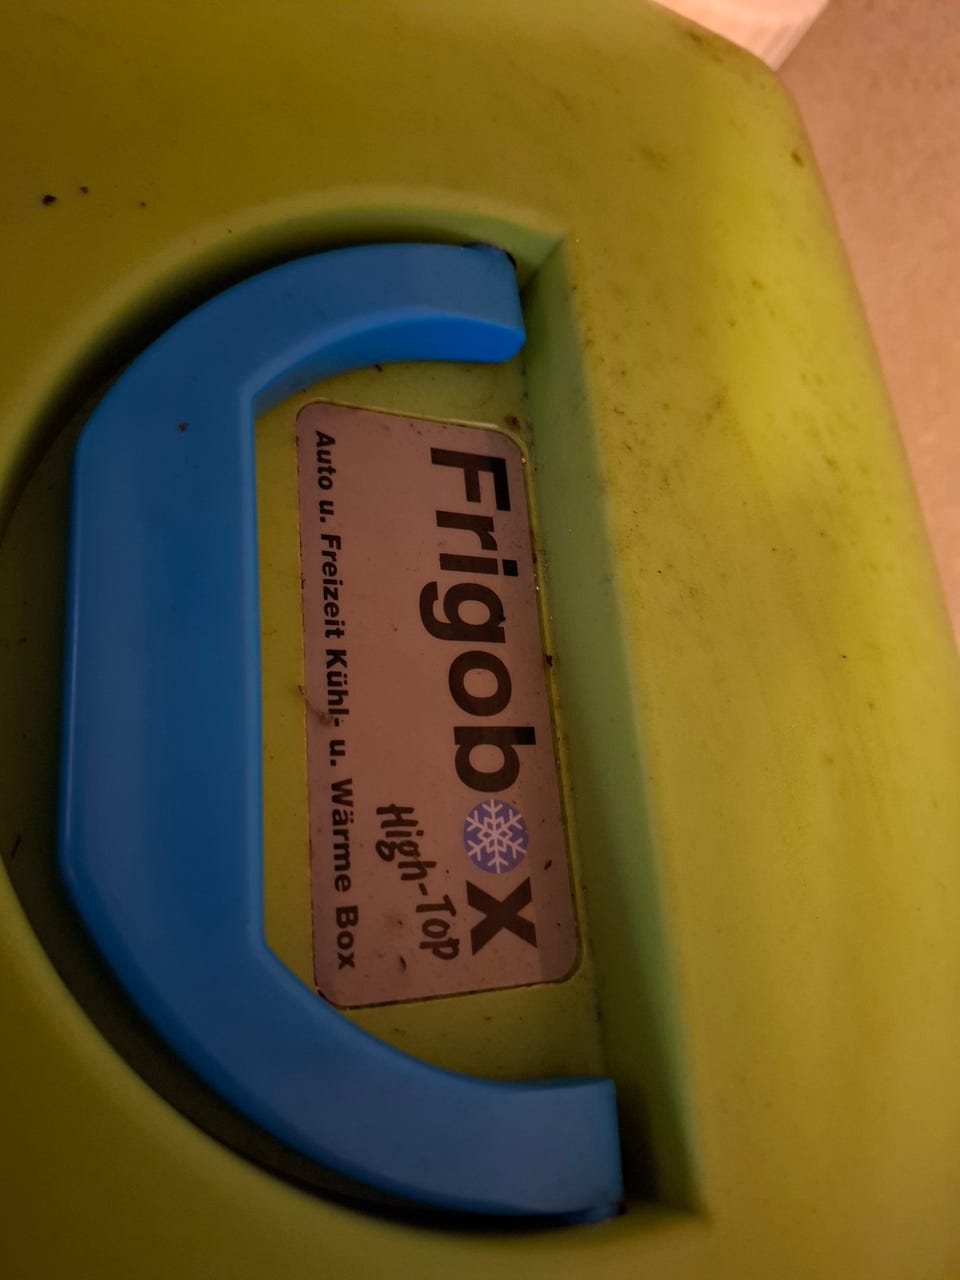 Frigobox
High-Top
Auto u. Freizeit Kühl- u. Wärme Box